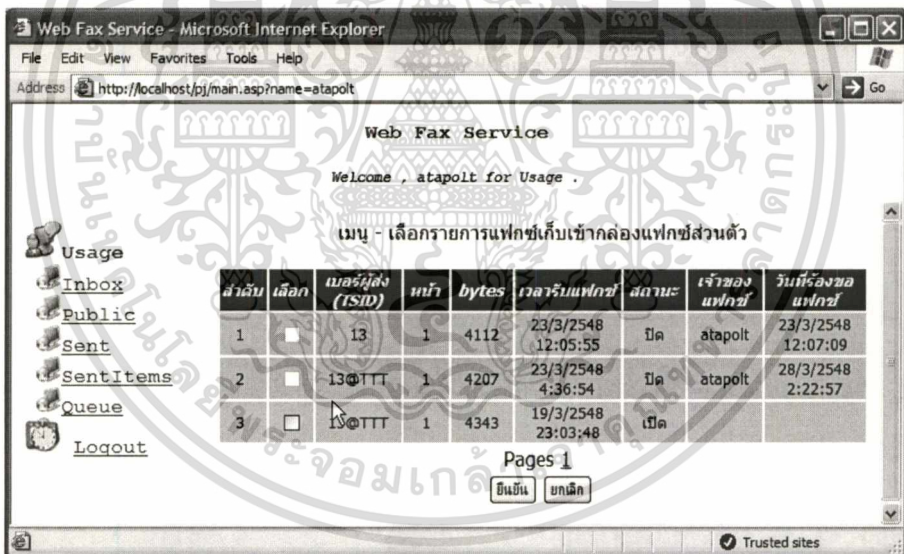 Web Fax Service - Microsoft Internet Explorer
File Edit View Favorites Tools Help
Address http://localhost/pj/main.asp?name=atapolt Go
Web Fax Service
Welcome , atapolt for Usage .
เมนู - เลือกรายการแฟกซ์เก็บเข้ากล่องแฟกซ์ส่วนตัว
Usage
Inbox
Public
Sent
SentItems
Queue
Logout
ลำดับ เลือก เบอร์ผู้ส่ง (TSID) หน้า bytes เวลารับแฟกซ์ สถานะ เจ้าของแฟกซ์ วันที่ร้องขอแฟกซ์
1 13 1 4112 23/3/2548 12:05:55 ปิด atapolt 23/3/2548 12:07:09
2 13@TTT 1 4207 23/3/2548 4:36:54 ปิด atapolt 28/3/2548 2:22:57
3 13@TTT 1 4343 19/3/2548 23:03:48 เปิด
Pages 1
ยืนยัน ยกเลิก
Trusted sites